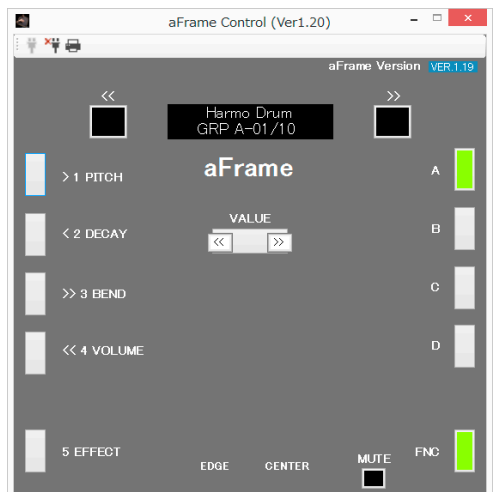 aFrame Control (Ver1.20)
aFrame Version VER.1.19
<< >>
Harmo Drum
GRP A-01/10
aFrame
>1 PITCH
A
VALUE
<2 DECAY
B
<< >>
>>3 BEND
C
<<4 VOLUME
D
5 EFFECT
EDGE CENTER MUTE FNC